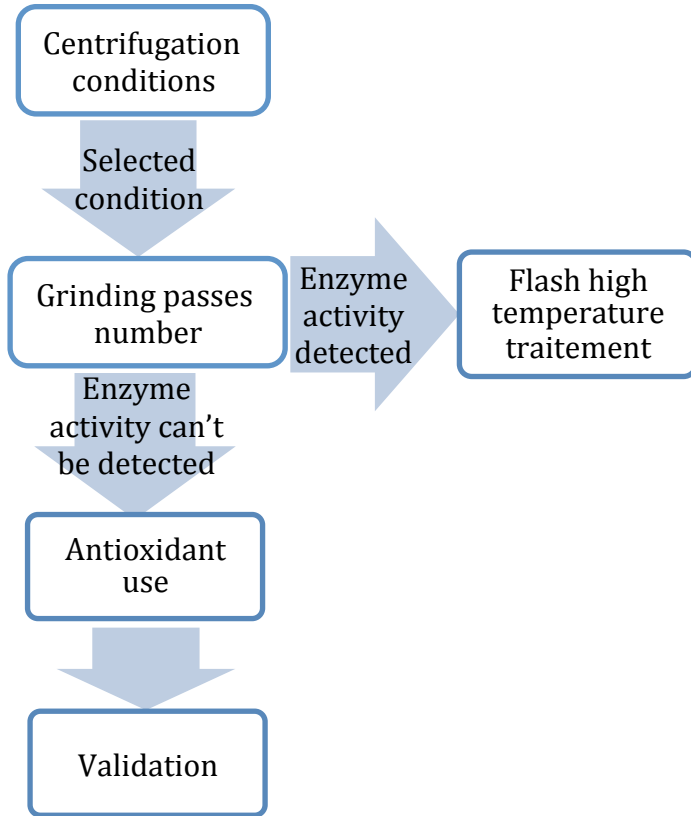 Centrifugation
conditions
Selected
condition
Grinding passes
number
Enzyme
activity
detected
Flash high
temperature
traitement
Enzyme
activity can't
be detected
Antioxidant
use
Validation